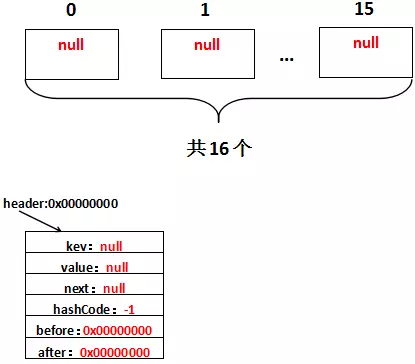 0 1 15
null null ... null
共16个
header:0x00000000
kev：null
value：null
next：null
hashCode：-1
before：0x00000000
after：0x00000000